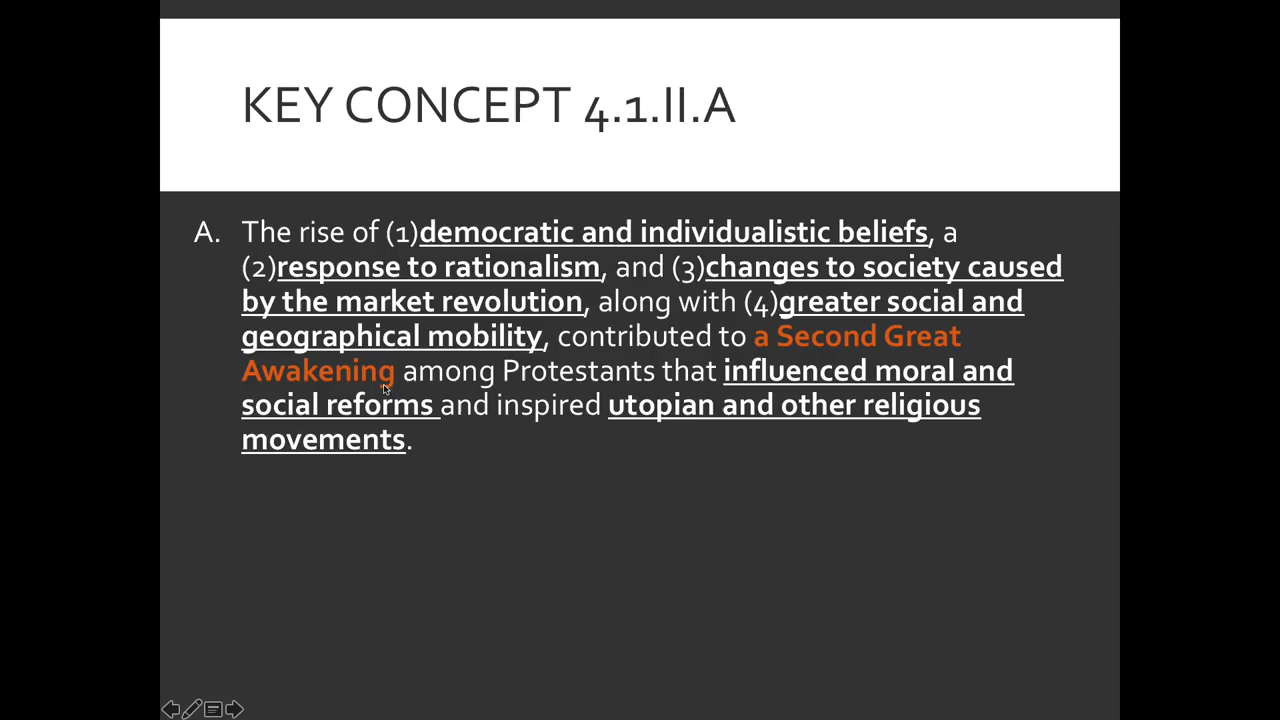 KEY CONCEPT 4.1.II.A
A. The rise of (1)democratic and individualistic beliefs, a
(2)response to rationalism, and (3)changes to society caused
by the market revolution, along with (4)greater social and
geographical mobility, contributed to a Second Great
Awakening among Protestants that influenced moral and
social reforms and inspired utopian and other religious
movements.